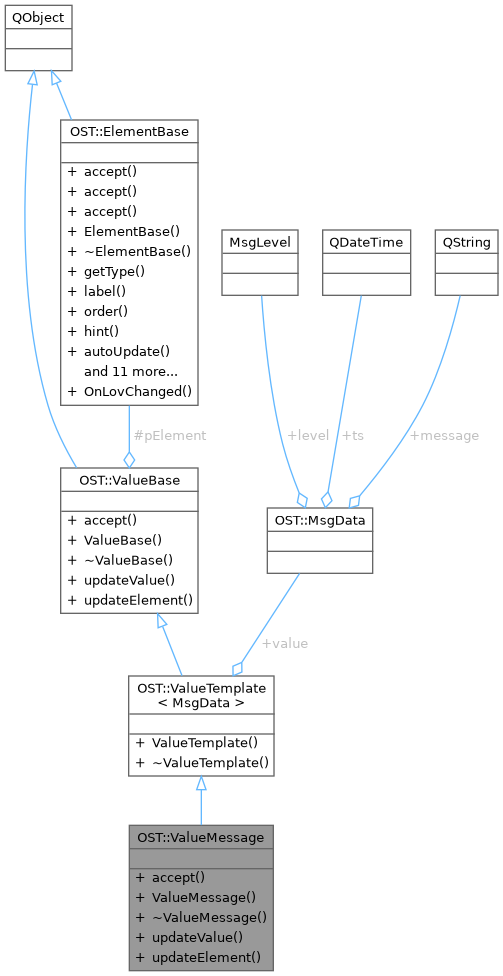 QObject
OST::ElementBase
+ accept()
+ accept()
+ accept()
+ ElementBase()
+ ~ElementBase()
+ getType()
+ label()
+ order()
+ hint()
+ autoUpdate()
and 11 more...
+ OnLovChanged()
MsgLevel
QDateTime
QString
#pElement
+level
+ts
+message
OST::ValueBase
+ accept()
+ ValueBase()
+ ~ValueBase()
+ updateValue()
+ updateElement()
OST::MsgData
+value
OST::ValueTemplate
< MsgData >
+ ValueTemplate()
+ ~ValueTemplate()
OST::ValueMessage
+ accept()
+ ValueMessage()
+ ~ValueMessage()
+ updateValue()
+ updateElement()